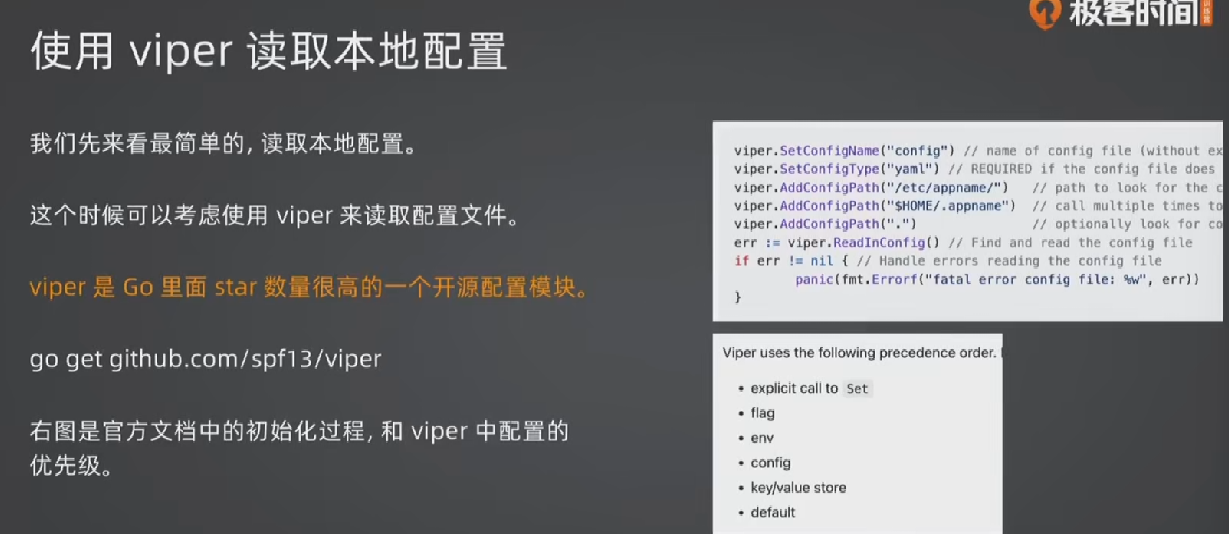 极客时间
使用 viper 读取本地配置
我们先来看最简单的, 读取本地配置。
这个时候可以考虑使用 viper 来读取配置文件。
viper 是 Go 里面 star 数量很高的一个开源配置模块。
go get github.com/spf13/viper
右图是官方文档中的初始化过程, 和 viper 中配置的
优先级。
viper.SetConfigName("config") // name of config file (without ex
viper.SetConfigType("yaml") // REQUIRED if the config file does
viper.AddConfigPath("/etc/appname/")   // path to look for the c
viper.AddConfigPath("$HOME/.appname")  // call multiple times to
viper.AddConfigPath(".")               // optionally look for co
err := viper.ReadInConfig() // Find and read the config file
if err != nil { // Handle errors reading the config file
        panic(fmt.Errorf("fatal error config file: %w", err))
}
Viper uses the following precedence order.
• explicit call to Set
• flag
• env
• config
• key/value store
• default